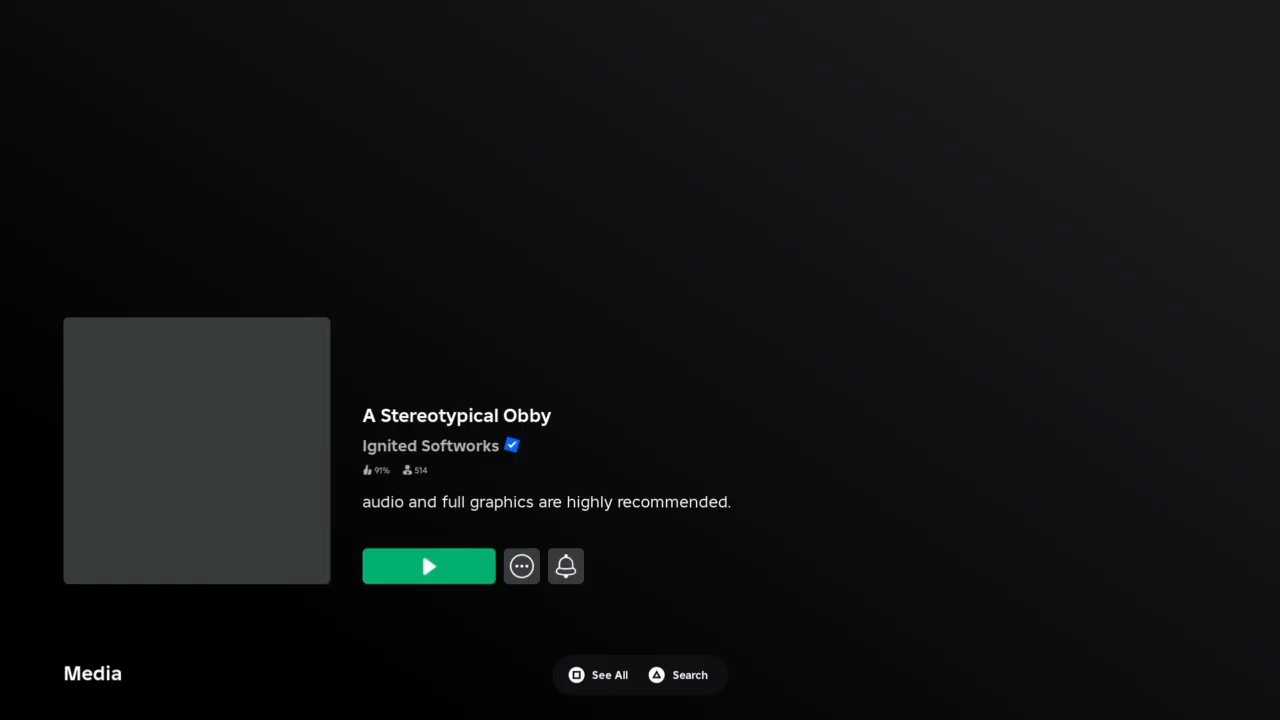 A Stereotypical Obby
Ignited Softworks
91% 514
audio and full graphics are highly recommended.
Media
See All Search